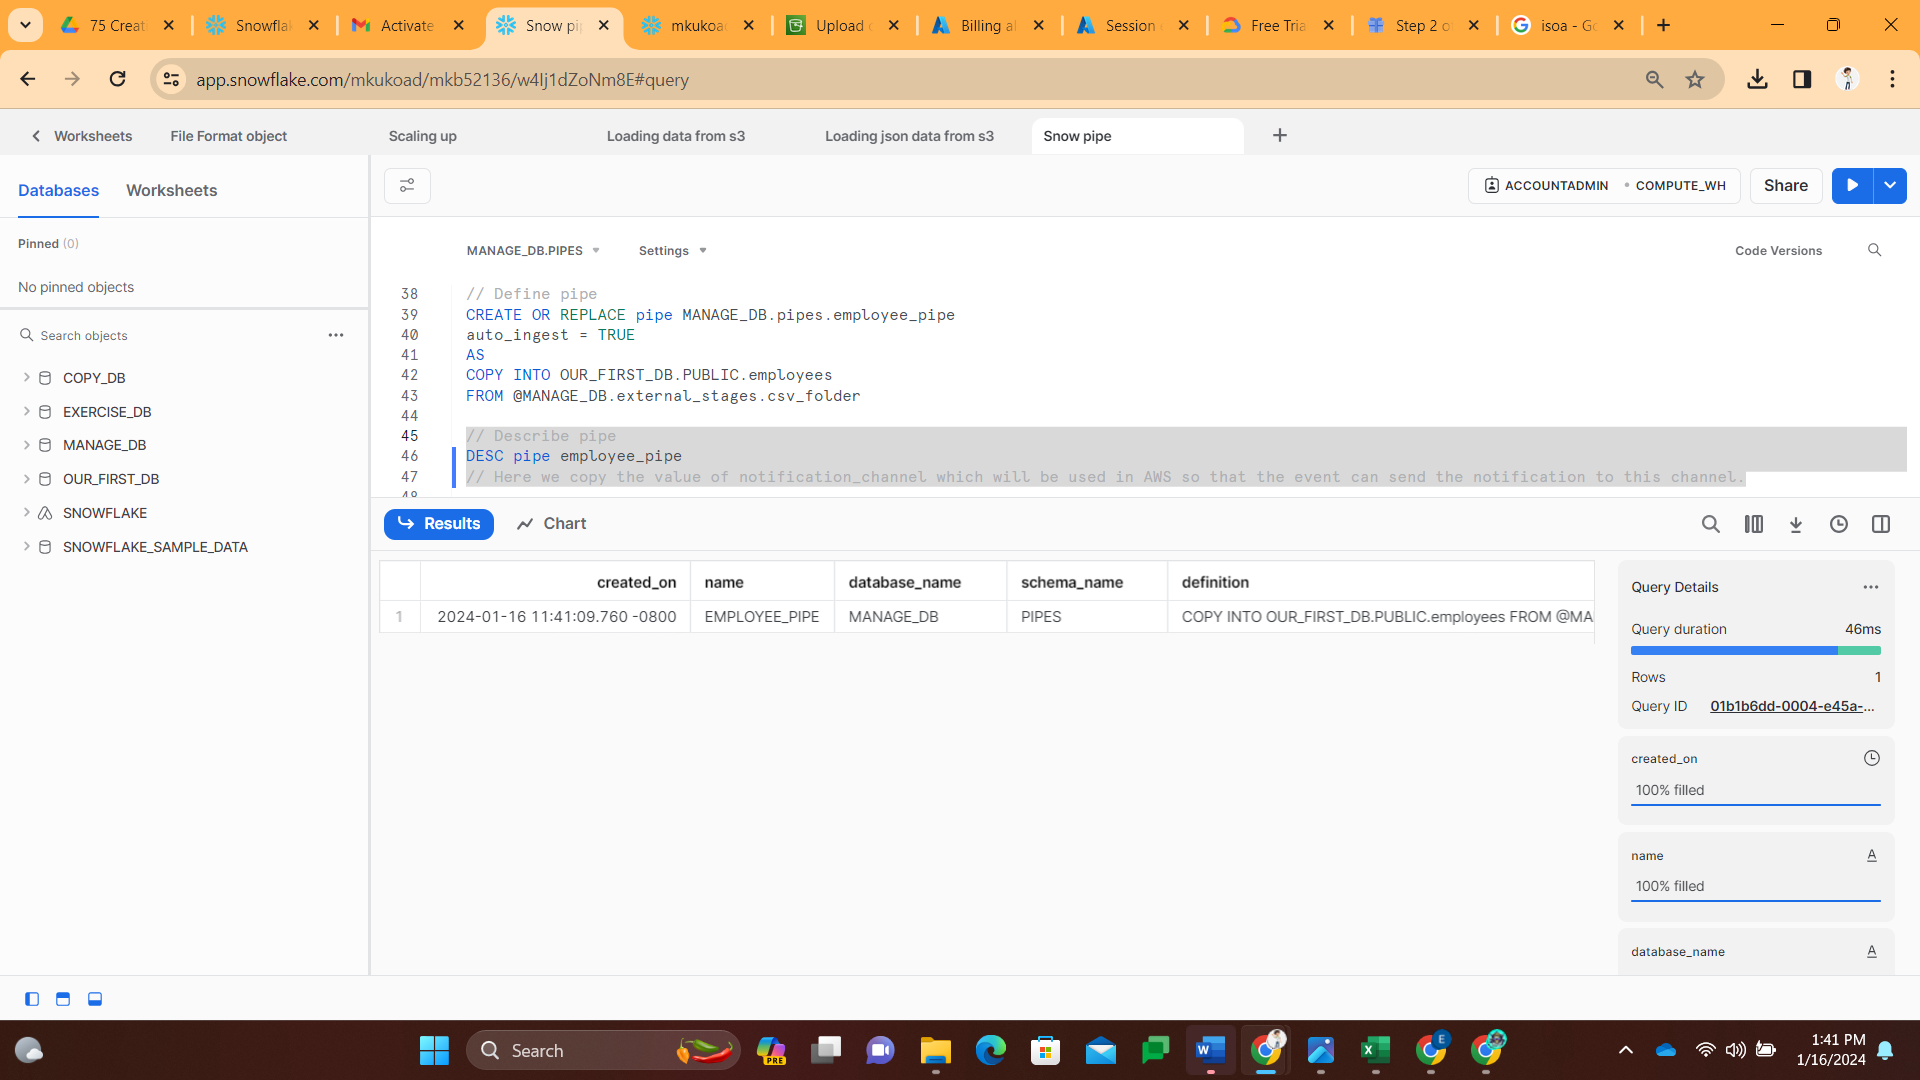 75 Creat
Snowflak
Activate
Snow pi
mkukoa
Upload
Billing a
Session
Free Tria
Step 2 o
isoa - Go
app.snowflake.com/mkukoad/mkb52136/w4Ij1dZoNm8E#query
Worksheets
File Format object
Scaling up
Loading data from s3
Loading json data from s3
Snow pipe
Databases
Worksheets
ACCOUNTADMIN
COMPUTE_WH
Share
Pinned (0)
No pinned objects
MANAGE_DB.PIPES
Settings
Code Versions
Search objects
COPY_DB
EXERCISE_DB
MANAGE_DB
OUR_FIRST_DB
SNOWFLAKE
SNOWFLAKE_SAMPLE_DATA
38 // Define pipe
39 CREATE OR REPLACE pipe MANAGE_DB.pipes.employee_pipe
40 auto_ingest = TRUE
41 AS
42 COPY INTO OUR_FIRST_DB.PUBLIC.employees
43 FROM @MANAGE_DB.external_stages.csv_folder
44
45 // Describe pipe
46 DESC pipe employee_pipe
47 // Here we copy the value of notification_channel which will be used in AWS so that the event can send the notification to this channel.
48
Results
Chart
created_on name database_name schema_name definition
1 2024-01-16 11:41:09.760 -0800 EMPLOYEE_PIPE MANAGE_DB PIPES COPY INTO OUR_FIRST_DB.PUBLIC.employees FROM @MA
Query Details
Query duration 46ms
Rows 1
Query ID 01b1b6dd-0004-e45a-...
created_on
100% filled
name
A
100% filled
database_name
A
Search
PRE
E
1:41 PM
1/16/2024